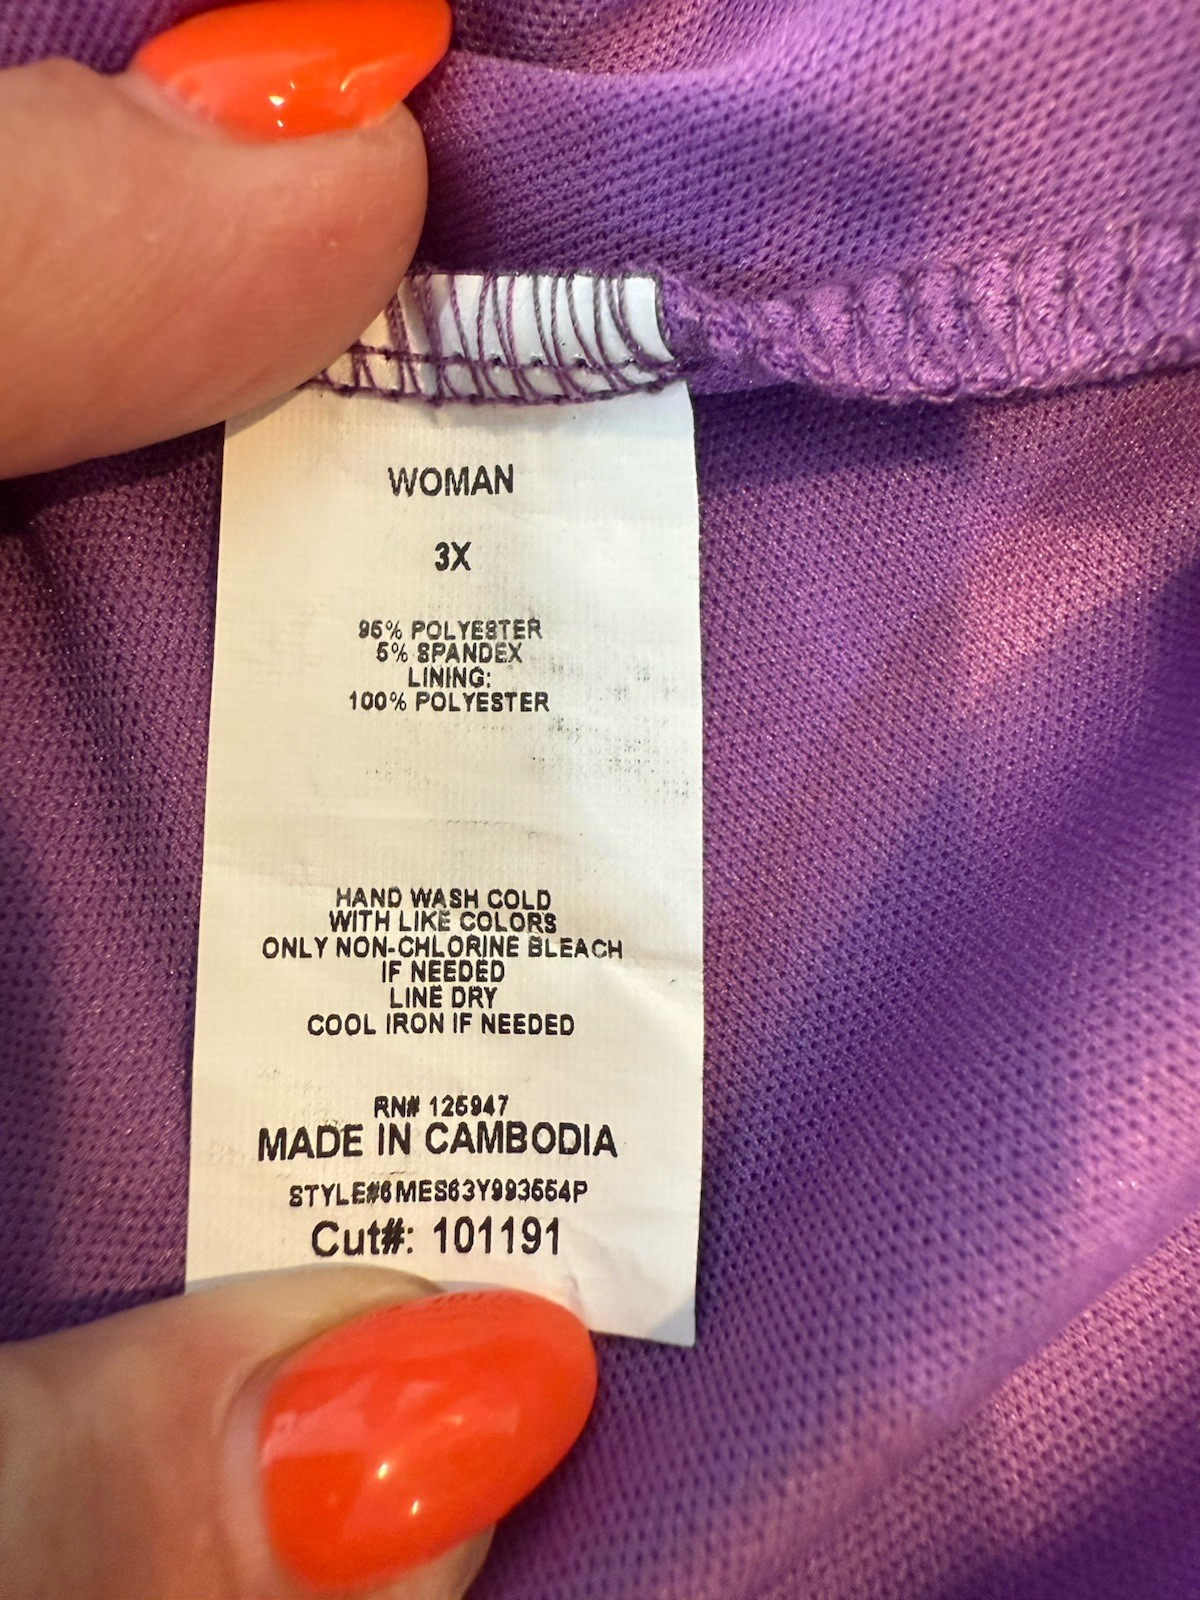 WOMAN
3X
95% POLYESTER
5% SPANDEX
LINING:
100% POLYESTER
HAND WASH COLD
WITH LIKE COLORS
ONLY NON-CHLORINE BLEACH
IF NEEDED
LINE DRY
COOL IRON IF NEEDED
RN# 125947
MADE IN CAMBODIA
STYLE#6MES63Y993554P
Cut#: 101191